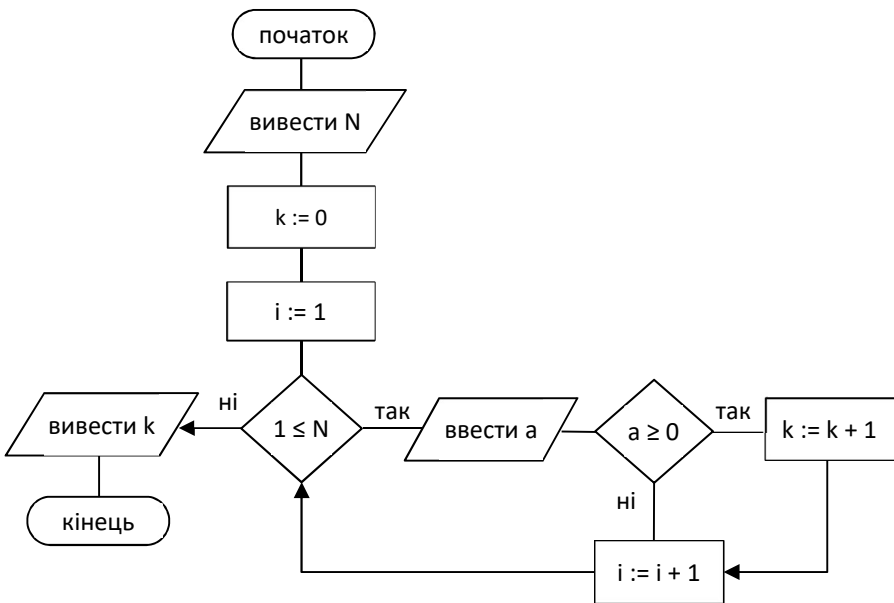 початок
вивести N
k := 0
i := 1
вивести k
ні
1 ≤ N
так
ввести a
a ≥ 0
так
k := k + 1
кінець
ні
i := i + 1